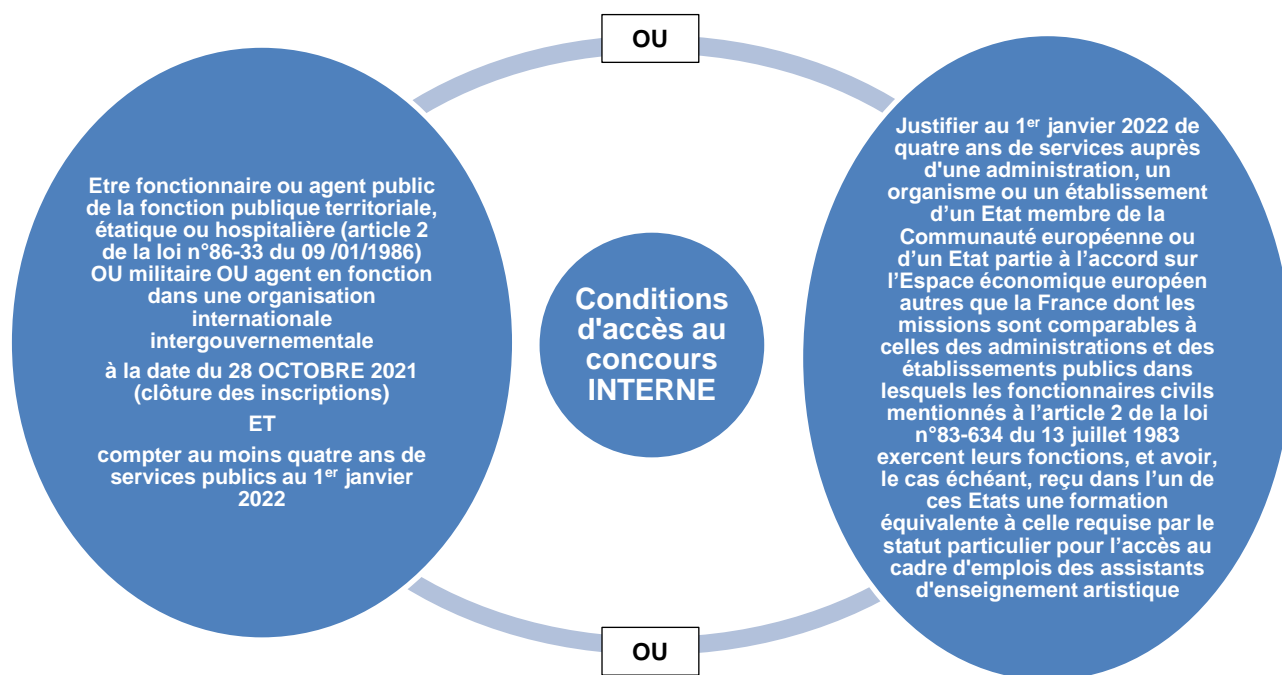 OU
Etre fonctionnaire ou agent public
de la fonction publique territoriale,
étatique ou hospitalière (article 2
de la loi n°86-33 du 09 /01/1986)
OU militaire OU agent en fonction
dans une organisation
internationale
intergouvernementale
à la date du 28 OCTOBRE 2021
(clôture des inscriptions)
ET
compter au moins quatre ans de
services publics au 1er janvier
2022
Conditions
d'accès au
concours
INTERNE
Justifier au 1er janvier 2022 de
quatre ans de services auprès
d'une administration, un
organisme ou un établissement
d’un Etat membre de la
Communauté européenne ou
d’un Etat partie à l’accord sur
l’Espace économique européen
autres que la France dont les
missions sont comparables à
celles des administrations et des
établissements publics dans
lesquels les fonctionnaires civils
mentionnés à l’article 2 de la loi
n°83-634 du 13 juillet 1983
exercent leurs fonctions, et avoir,
le cas échéant, reçu dans l’un de
ces Etats une formation
équivalente à celle requise par le
statut particulier pour l’accès au
cadre d'emplois des assistants
d'enseignement artistique
OU